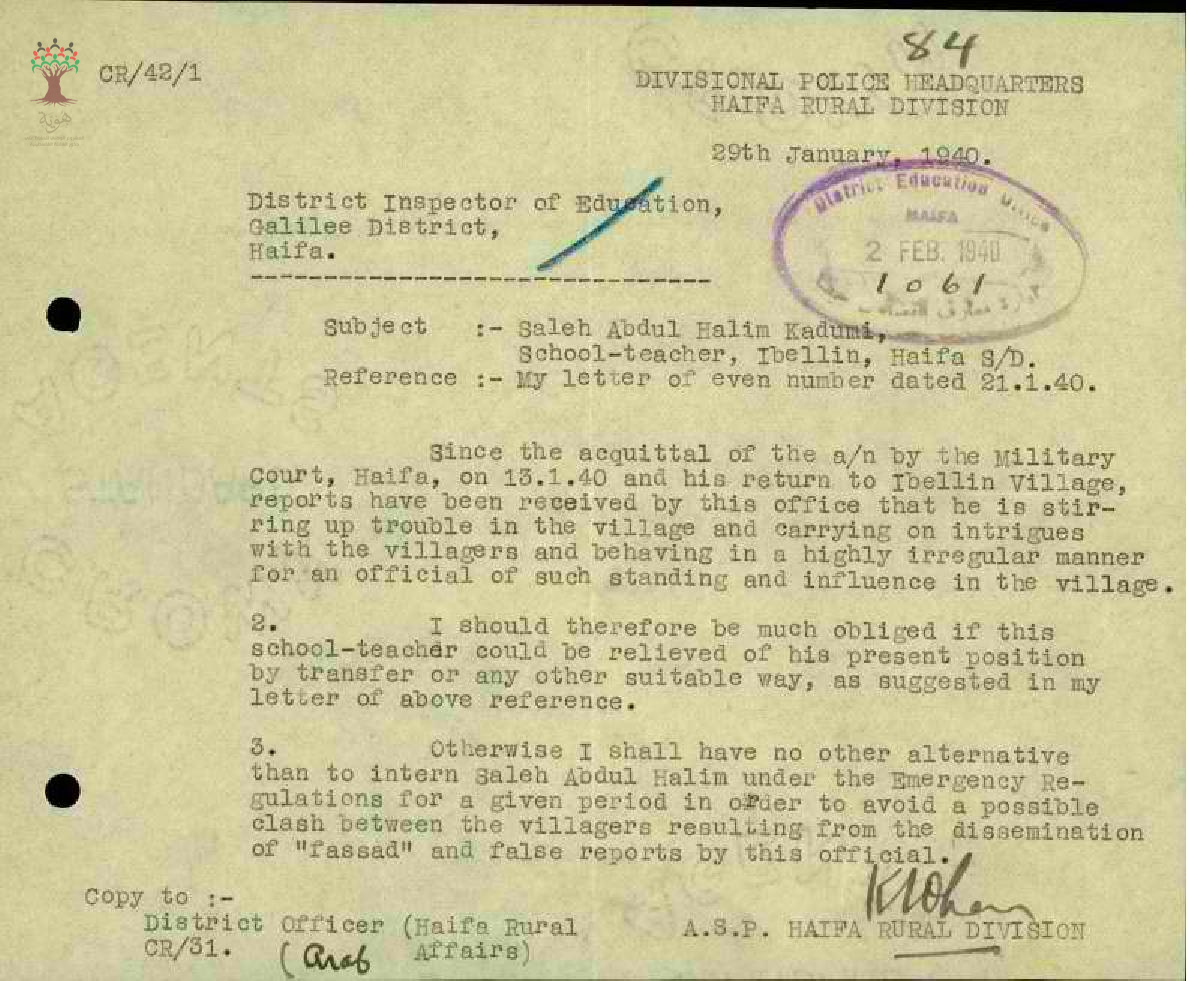 84
CR/42/1
هوية
DIVISIONAL POLICE HEADQUARTERS
HAIFA RURAL DIVISION
29th January, 1940.
District Education Office
HAIFA
2 FEB. 1940
1061
District Inspector of Education,
Galilee District,
Haifa.
Subject :- Saleh Abdul Halim Kadumi,
School-teacher, Ibellin, Haifa S/D.
Reference :- My letter of even number dated 21.1.40.
Since the acquittal of the a/n by the Military
Court, Haifa, on 13.1.40 and his return to Ibellin Village,
reports have been received by this office that he is stir-
ring up trouble in the village and carrying on intrigues
with the villagers and behaving in a highly irregular manner
for an official of such standing and influence in the village.
2. I should therefore be much obliged if this
school-teacher could be relieved of his present position
by transfer or any other suitable way, as suggested in my
letter of above reference.
3. Otherwise I shall have no other alternative
than to intern Saleh Abdul Halim under the Emergency Re-
gulations for a given period in order to avoid a possible
clash between the villagers resulting from the dissemination
of "fassad" and false reports by this official.
Copy to :-
District Officer (Haifa Rural
CR/31. (Arab Affairs)
A.S.P. HAIFA RURAL DIVISION